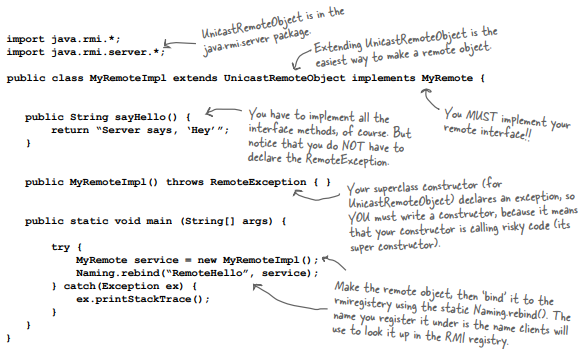 UnicastRemoteObject is in the
java.rmi.server package.
import java.rmi.*;
import java.rmi.server.*;
Extending UnicastRemoteObject is the
easiest way to make a remote object.
public class MyRemoteImpl extends UnicastRemoteObject implements MyRemote {
public String sayHello() {
return “Server says, ‘Hey’”;
}
You have to implement all the
interface methods, of course. But
notice that you do NOT have to
declare the RemoteException.
You MUST implement your
remote interface!!
public MyRemoteImpl() throws RemoteException { }
Your superclass constructor (for
UnicastRemoteObject) declares an exception, so
YOU must write a constructor, because it means
that your constructor is calling risky code (its
super constructor).
public static void main (String[] args) {
try {
MyRemote service = new MyRemoteImpl();
Naming.rebind(“RemoteHello”, service);
} catch(Exception ex) {
ex.printStackTrace();
}
}
}
Make the remote object, then ‘bind’ it to the
rmiregistery using the static Naming.rebind(). The
name you register it under is the name clients will
use to look it up in the RMI registry.